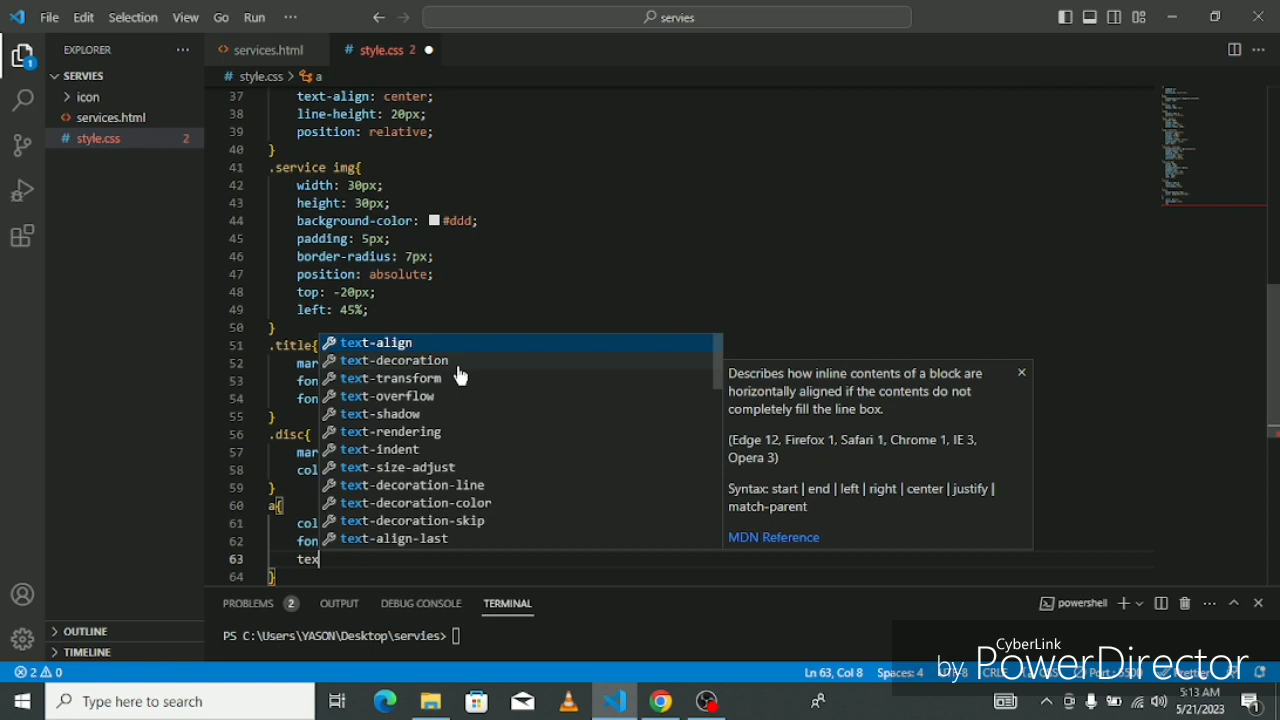 File Edit Selection View Go Run ···
servies
EXPLORER ···
SERVIES
icon
services.html
style.css 2
OUTLINE
TIMELINE
services.html
# style.css 2
# style.css > a
37 text-align: center;
38 line-height: 20px;
39 position: relative;
40 }
41 .service img{
42 width: 30px;
43 height: 30px;
44 background-color: #ddd;
45 padding: 5px;
46 border-radius: 7px;
47 position: absolute;
48 top: -20px;
49 left: 45%;
50 }
51 .title{
52 mar
53 fon
54 fon
55 }
56 .disc{
57 mar
58 col
59 }
60 a{
61 col
62 fon
63 tex
64 }
text-align
text-decoration
text-transform
text-overflow
text-shadow
text-rendering
text-indent
text-size-adjust
text-decoration-line
text-decoration-color
text-decoration-skip
text-align-last
Describes how inline contents of a block are
horizontally aligned if the contents do not
completely fill the line box.
(Edge 12, Firefox 1, Safari 1, Chrome 1, IE 3,
Opera 3)
Syntax: start | end | left | right | center | justify |
match-parent
MDN Reference
PROBLEMS 2 OUTPUT DEBUG CONSOLE TERMINAL
powershell
PS C:\Users\YASON\Desktop\servies>
CyberLink
by PowerDirector
2 0
Ln 63, Col 8 Spaces: 4 UTF-8 CRLF CSS Port : 5500 Prettier
Type here to search
5:13 AM
5/21/2023